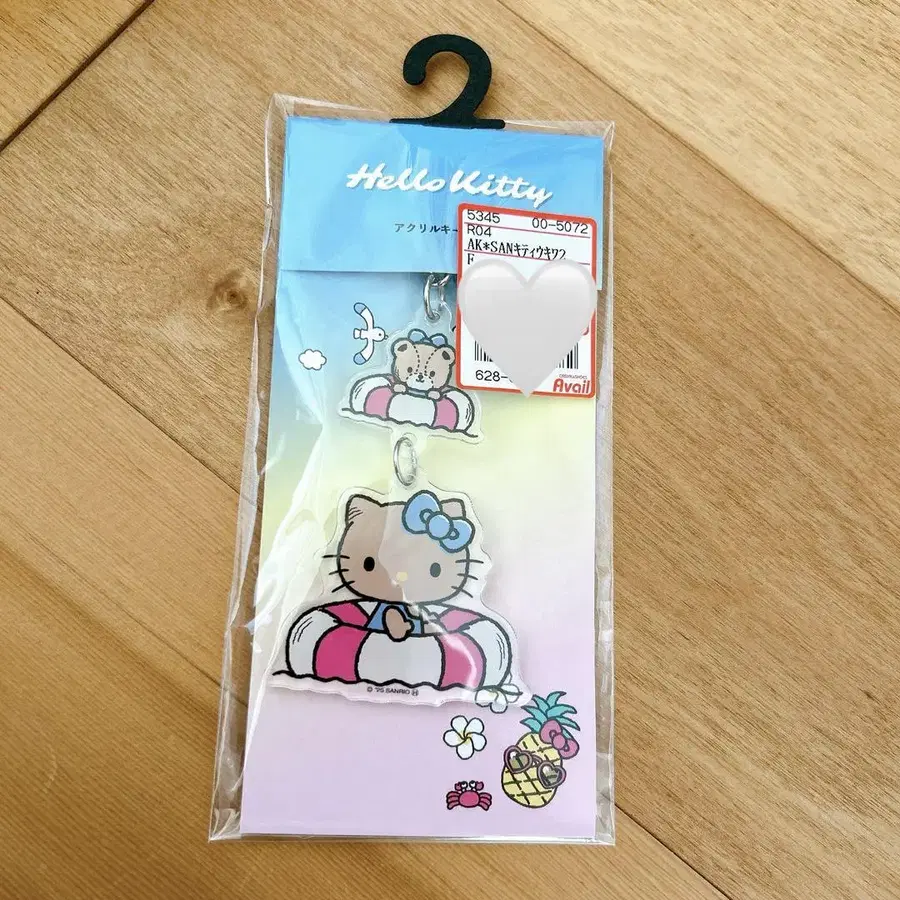 Hello Kitty
アクリルキー
5345 00-5072
R04
AK*SANｷﾃｨｳｷﾜ2
628-
Avail
© '75 SANRIO Ⓗ